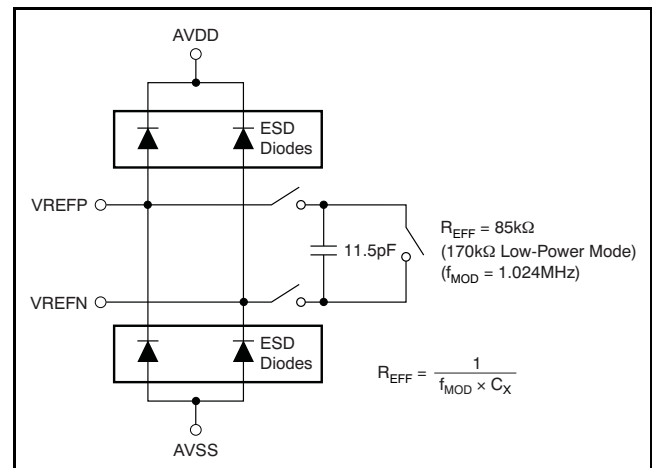 AVDD
ESD
Diodes
VREFP
11.5pF
R_EFF = 85kΩ
(170kΩ Low-Power Mode)
(f_MOD = 1.024MHz)
VREFN
ESD
Diodes
R_EFF = 1 / (f_MOD × C_X)
AVSS